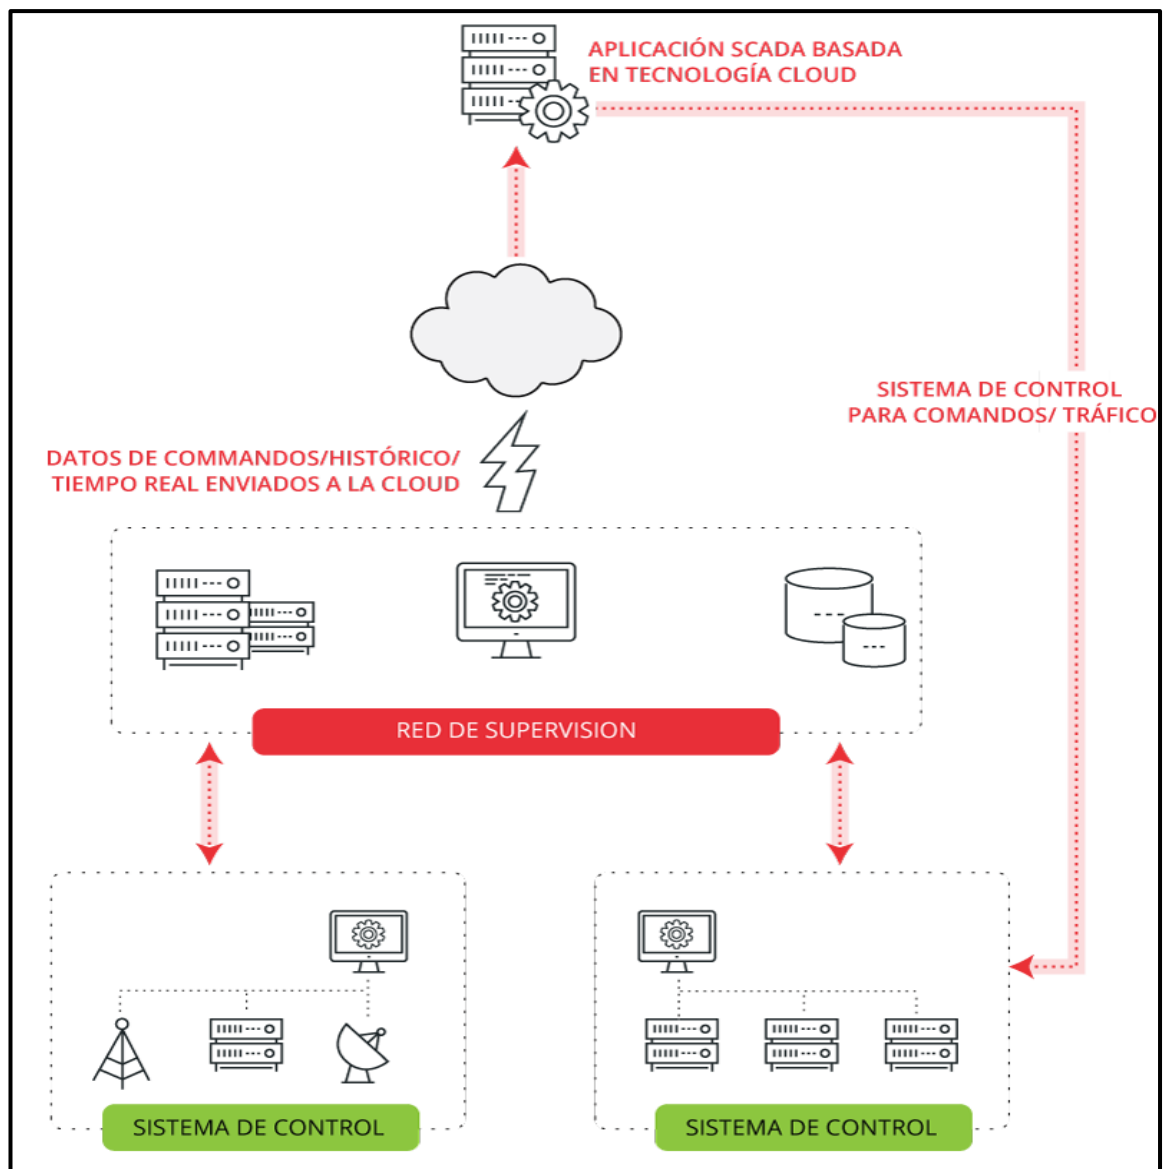 APLICACIÓN SCADA BASADA
EN TECNOLOGÍA CLOUD
SISTEMA DE CONTROL
PARA COMANDOS/ TRÁFICO
DATOS DE COMMANDOS/HISTÓRICO/
TIEMPO REAL ENVIADOS A LA CLOUD
RED DE SUPERVISION
SISTEMA DE CONTROL
SISTEMA DE CONTROL